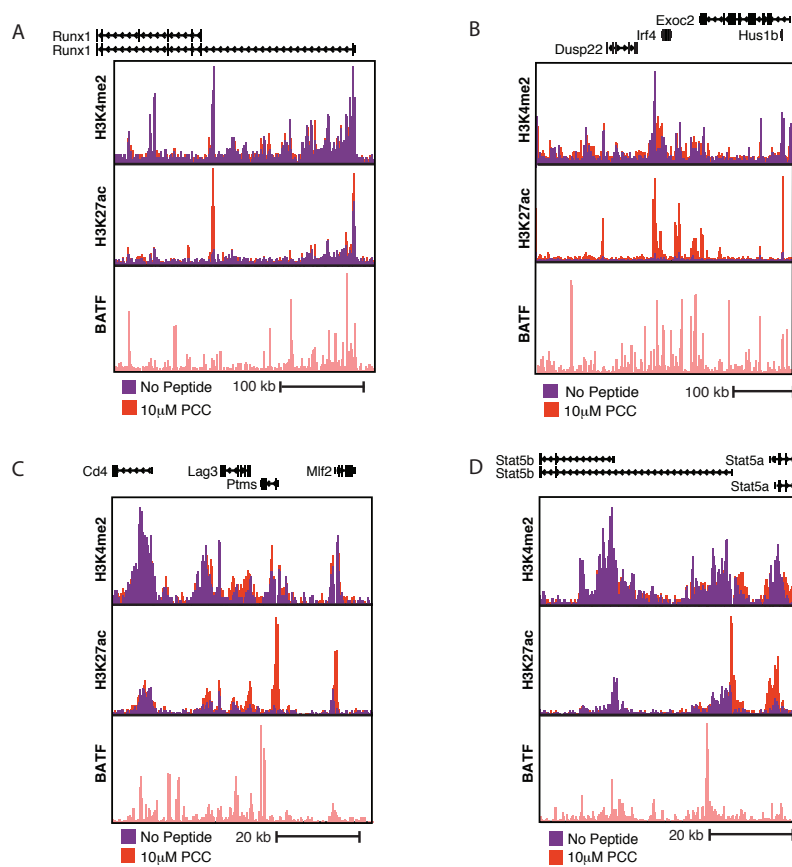 A
Runx1
Runx1
H3K4me2
H3K27ac
BATF
No Peptide
10μM PCC
100 kb
B
Exoc2
Irf4
Hus1b
Dusp22
H3K4me2
H3K27ac
BATF
No Peptide
10μM PCC
100 kb
C
Cd4
Lag3
Mlf2
Ptms
H3K4me2
H3K27ac
BATF
No Peptide
10μM PCC
20 kb
D
Stat5b
Stat5a
Stat5b
Stat5a
H3K4me2
H3K27ac
BATF
No Peptide
10μM PCC
20 kb